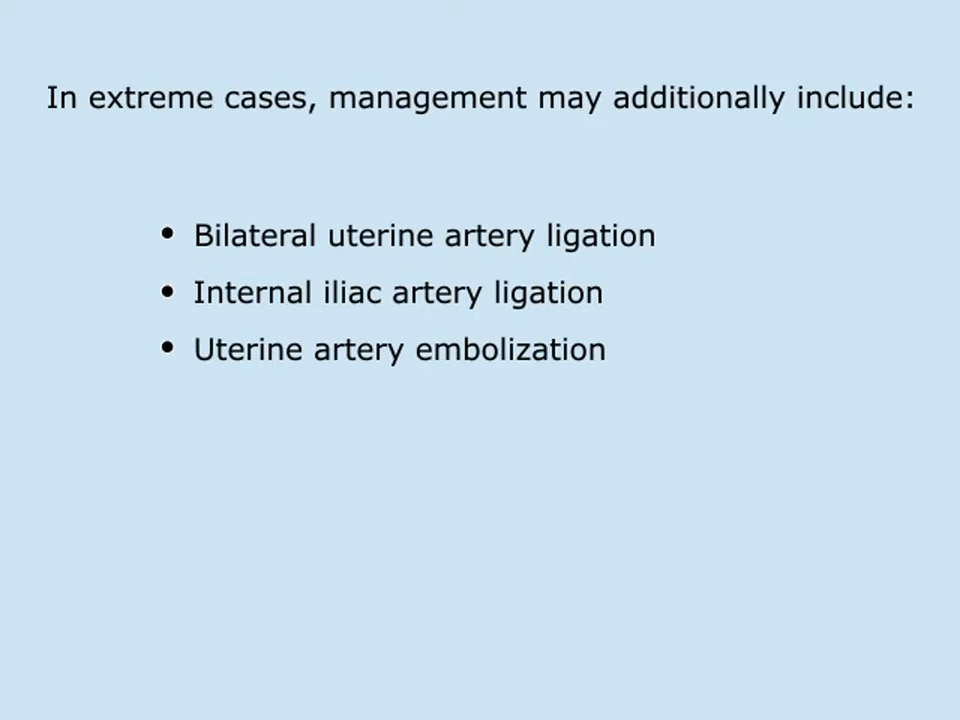 In extreme cases, management may additionally include:
• Bilateral uterine artery ligation
• Internal iliac artery ligation
• Uterine artery embolization